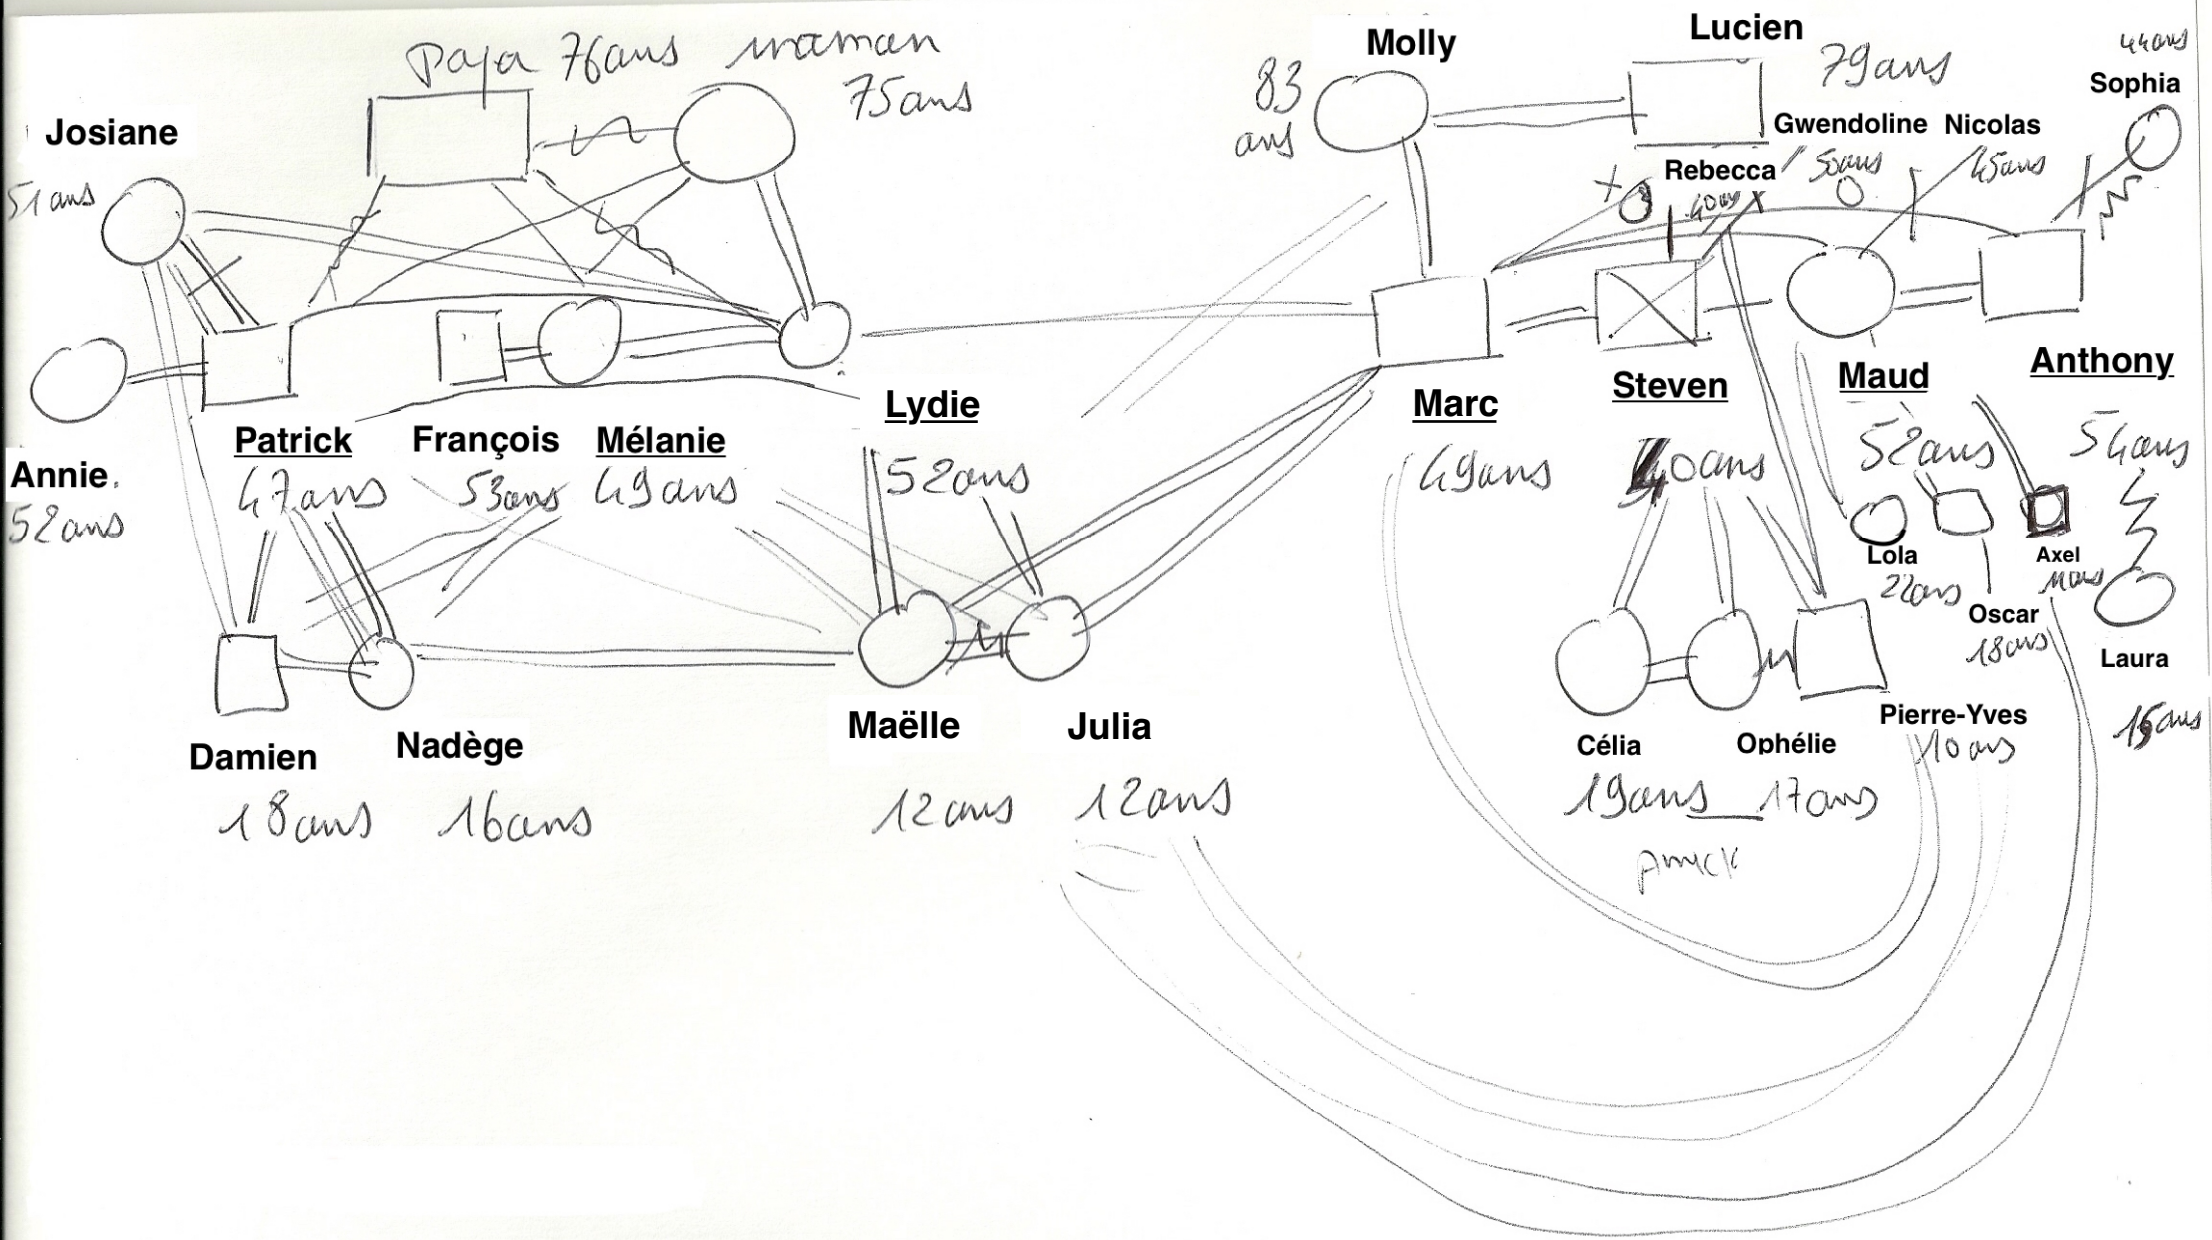 papa 76ans maman
75ans
Josiane
51ans
Annie.
52ans
Patrick
47ans
François
53ans
Mélanie
49ans
Lydie
52ans
Damien
18ans
Nadège
16ans
Maëlle
12ans
Julia
12ans
Molly
83
ans
Lucien
79ans
Rebecca
40ans
Gwendoline
50ans
Nicolas
45ans
44ans
Sophia
Marc
49ans
Steven
40ans
Maud
52ans
Anthony
54ans
Lola
22ans
Oscar
18ans
Axel
Laura
15ans
Célia
19ans
Ophélie
17ans
Pierre-Yves
10ans